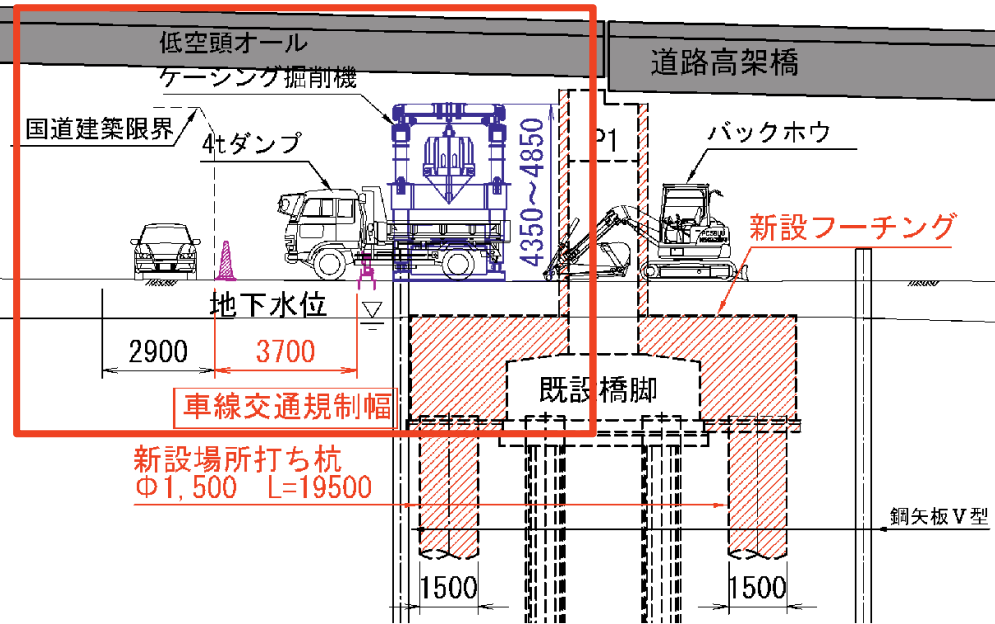 低空頭オール
ケーシング掘削機
道路高架橋
国道建築限界
4tダンプ
4350～4850
P1
バックホウ
新設フーチング
地下水位
2900
3700
車線交通規制幅
既設橋脚
新設場所打ち杭
Φ1,500 L=19500
鋼矢板Ⅴ型
1500
1500